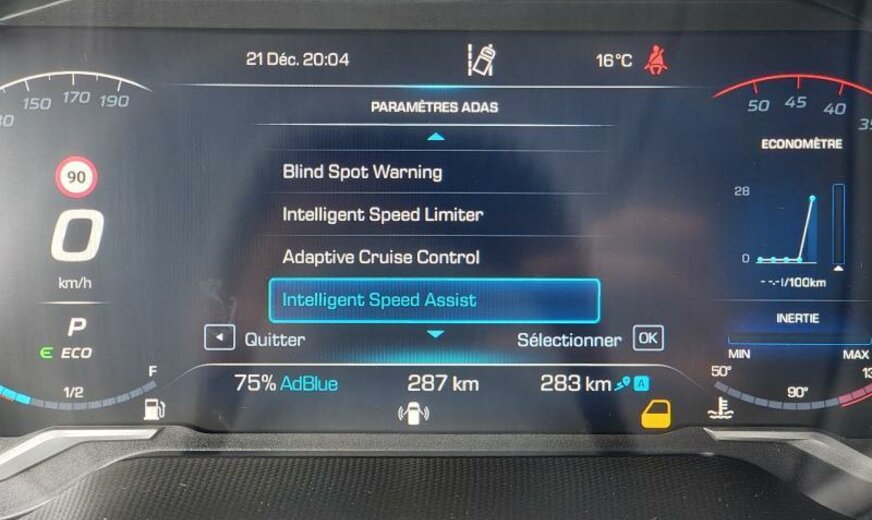 21 Déc. 20:04
16°C
PARAMÈTRES ADAS
150 170 190
50 45 40
90
0
km/h
P
E ECO
F
1/2
Blind Spot Warning
Intelligent Speed Limiter
Adaptive Cruise Control
Intelligent Speed Assist
Quitter
Sélectionner OK
75% AdBlue 287 km 283 km A
ECONOMÈTRE
28
0
--.-l/100km
INERTIE
MIN MAX
50° 90°